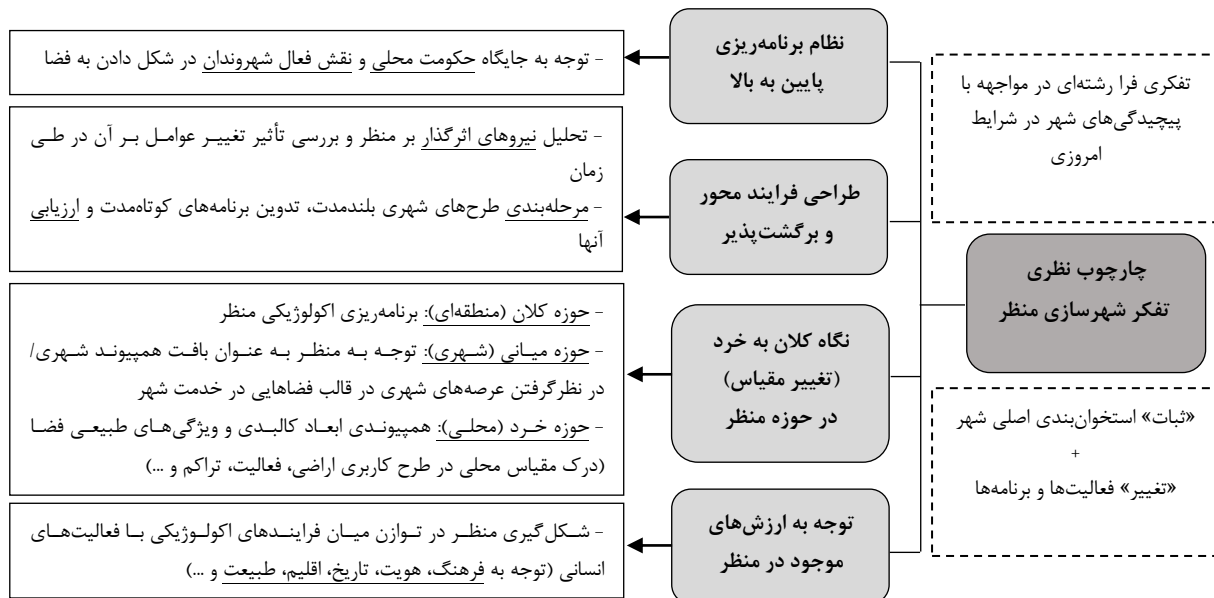 تفکری فرا رشته‌ای در مواجهه با
پیچیدگی‌های شهر در شرایط
امروزی
چارچوب نظری
تفکر شهرسازی منظر
«ثبات» استخوان‌بندی اصلی شهر
+
«تغییر» فعالیت‌ها و برنامه‌ها
نظام برنامه‌ریزی
پایین به بالا
- توجه به جایگاه حکومت محلی و نقش فعال شهروندان در شکل دادن به فضا
طراحی فرایند محور
و برگشت‌پذیر
- تحلیل نیروهای اثرگذار بر منظر و بررسی تأثیر تغییر عوامل بر آن در طی
زمان
- مرحله‌بندی طرح‌های شهری بلندمدت، تدوین برنامه‌های کوتاه‌مدت و ارزیابی
آنها
نگاه کلان به خرد
(تغییر مقیاس)
در حوزه منظر
- حوزه کلان (منطقه‌ای): برنامه‌ریزی اکولوژیکی منظر
- حوزه میانی (شهری): توجه به منظر به عنوان بافت همپیوند شهری/
در نظرگرفتن عرصه‌های شهری در قالب فضاهایی در خدمت شهر
- حوزه خرد (محلی): همپیوندی ابعاد کالبدی و ویژگی‌های طبیعی فضا
(درک مقیاس محلی در طرح کاربری اراضی، فعالیت، تراکم و ...)
توجه به ارزش‌های
موجود در منظر
- شکل‌گیری منظر در توازن میان فرایندهای اکولوژیکی با فعالیت‌های
انسانی (توجه به فرهنگ، هویت، تاریخ، اقلیم، طبیعت و ...)